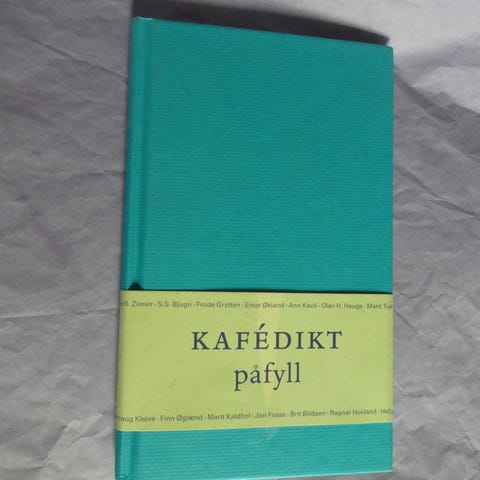 S. Ziener · S.S. Bjugn · Frode Grytten · Einar Økland · Ann Kavli · Olav H. Hauge · Marit
KAFÉDIKT
påfyll
Kleiva · Finn Øglænd · Marit Kaldhol · Jon Fosse · Brit Bildøen · Ragnar Hovland ·